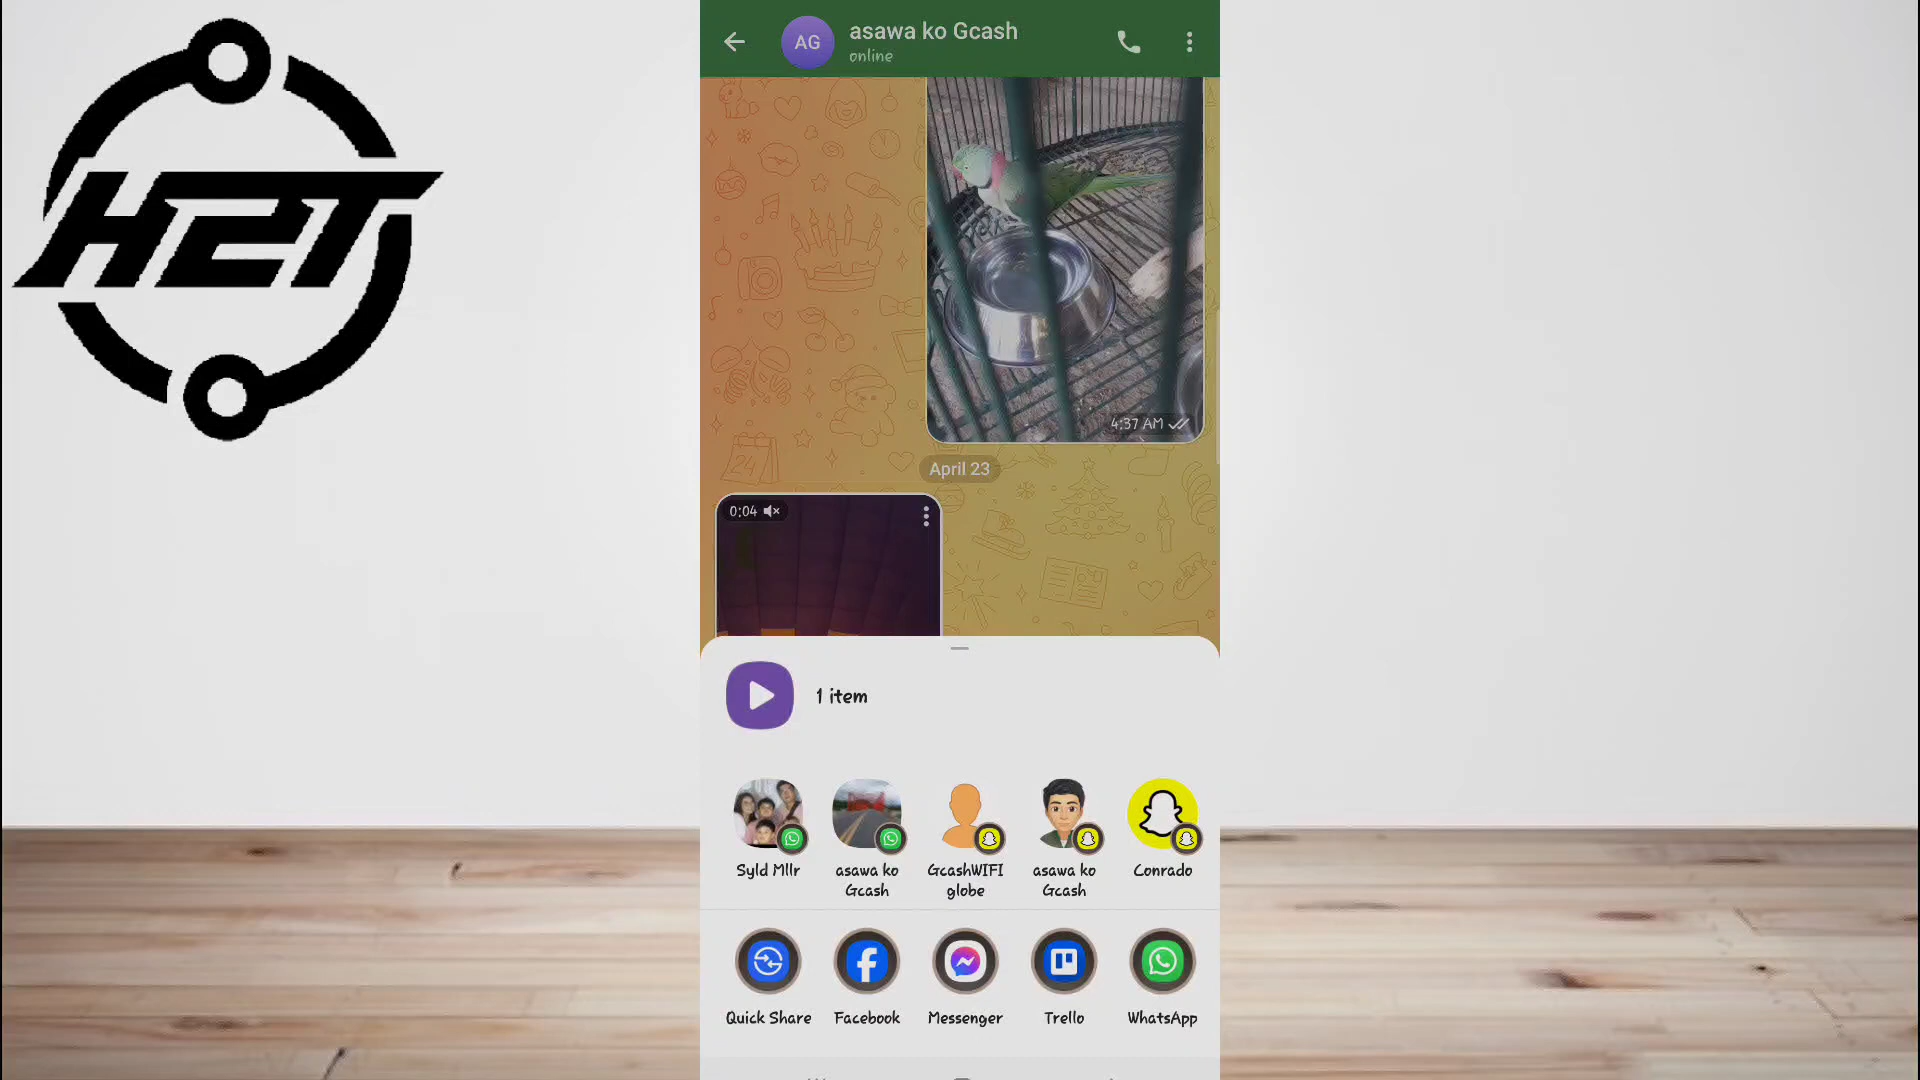 H2T
AG
asawa ko Gcash
online
4:37 AM
April 23
24
0:04
1 item
Syld Mllr
asawa ko
Gcash
GcashWIFI
globe
asawa ko
Gcash
Conrado
Quick Share
Facebook
Messenger
Trello
WhatsApp